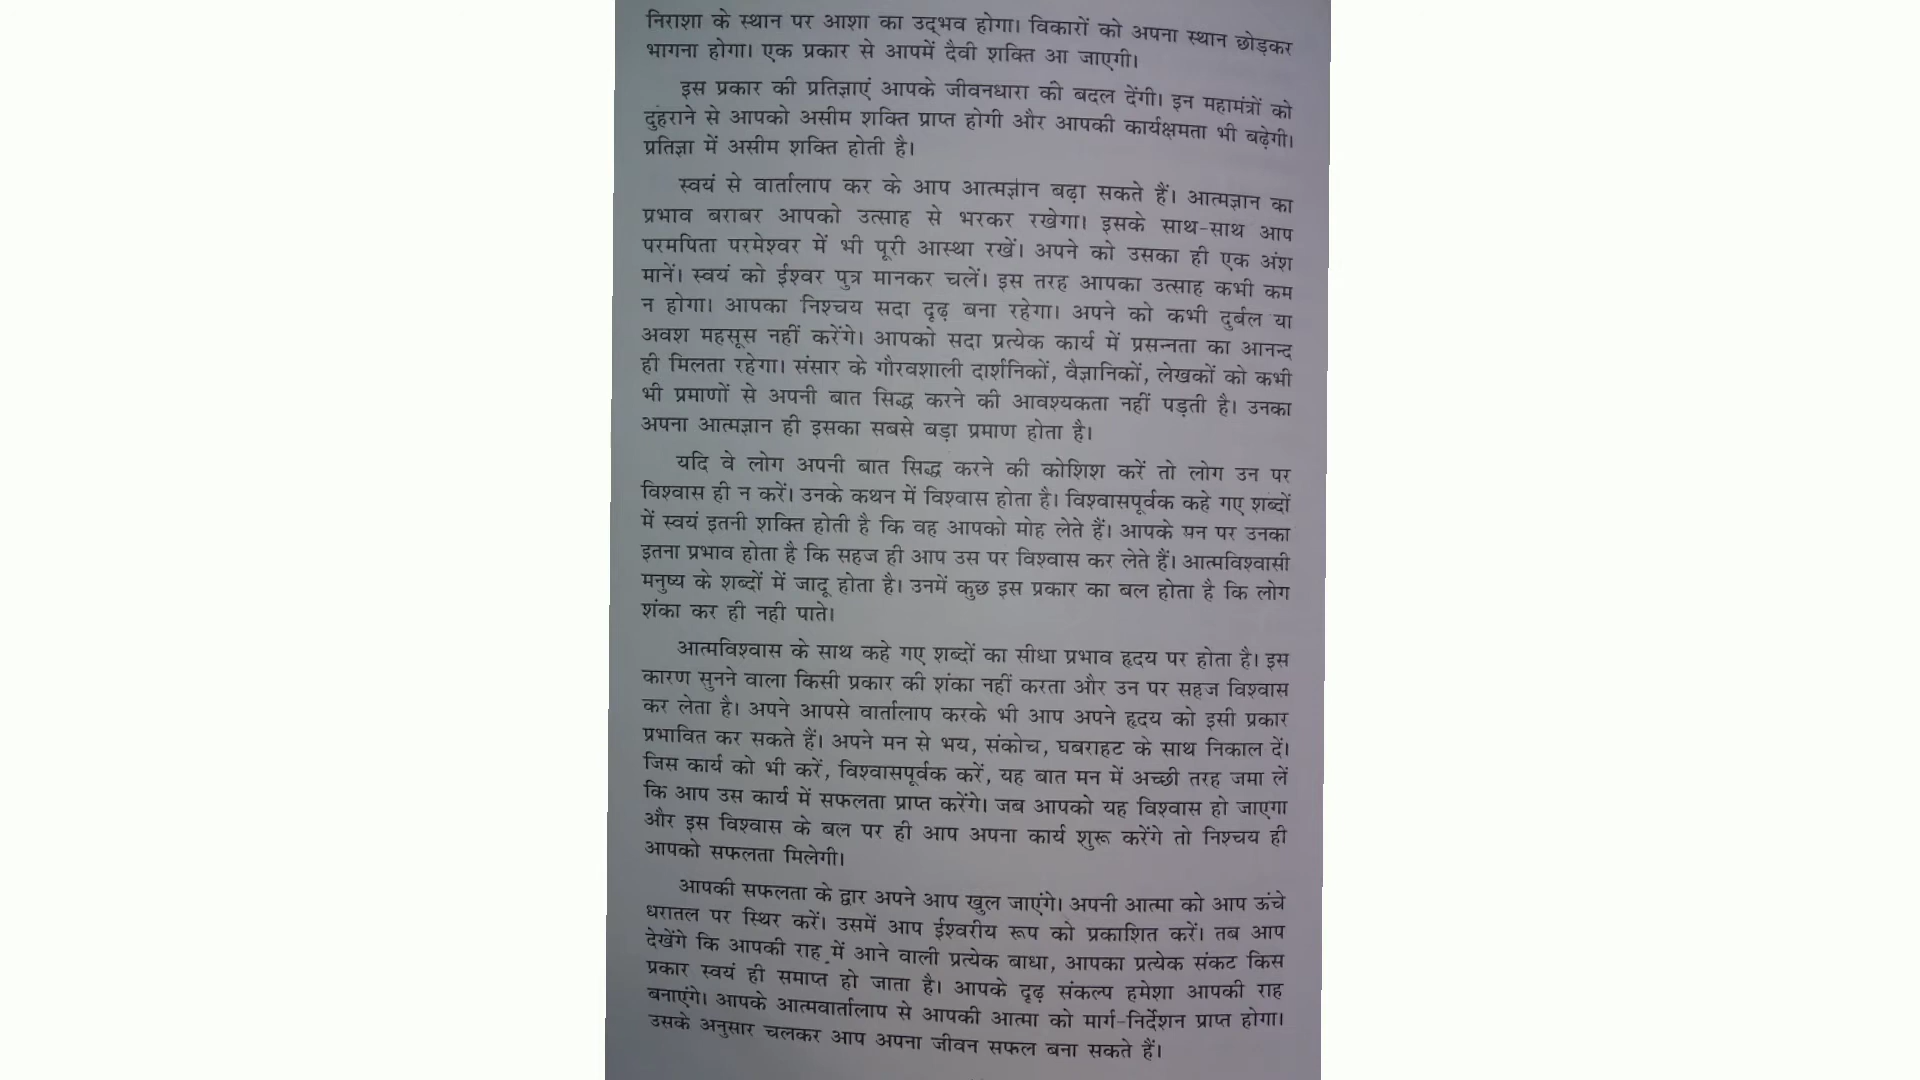 निराशा के स्थान पर आशा का उद्भव होगा। विकारों को अपना स्थान छोड़कर
भागना होगा। एक प्रकार से आपमें दैवी शक्ति आ जाएगी।
इस प्रकार की प्रतिज्ञाएं आपके जीवनधारा को बदल देंगी। इन महामंत्रों को
दुहराने से आपको असीम शक्ति प्राप्त होगी और आपकी कार्यक्षमता भी बढ़ेगी।
प्रतिज्ञा में असीम शक्ति होती है।
स्वयं से वार्तालाप कर के आप आत्मज्ञान बढ़ा सकते हैं। आत्मज्ञान का
प्रभाव बराबर आपको उत्साह से भरकर रखेगा। इसके साथ-साथ आप
परमपिता परमेश्वर में भी पूरी आस्था रखें। अपने को उसका ही एक अंश
मानें। स्वयं को ईश्वर पुत्र मानकर चलें। इस तरह आपका उत्साह कभी कम
न होगा। आपका निश्चय सदा दृढ़ बना रहेगा। अपने को कभी दुर्बल या
अवश महसूस नहीं करेंगे। आपको सदा प्रत्येक कार्य में प्रसन्नता का आनन्द
ही मिलता रहेगा। संसार के गौरवशाली दार्शनिकों, वैज्ञानिकों, लेखकों को कभी
भी प्रमाणों से अपनी बात सिद्ध करने की आवश्यकता नहीं पड़ती है। उनका
अपना आत्मज्ञान ही इसका सबसे बड़ा प्रमाण होता है।
यदि वे लोग अपनी बात सिद्ध करने की कोशिश करें तो लोग उन पर
विश्वास ही न करें। उनके कथन में विश्वास होता है। विश्वासपूर्वक कहे गए शब्दों
में स्वयं इतनी शक्ति होती है कि वह आपको मोह लेते हैं। आपके मन पर उनका
इतना प्रभाव होता है कि सहज ही आप उस पर विश्वास कर लेते हैं। आत्मविश्वासी
मनुष्य के शब्दों में जादू होता है। उनमें कुछ इस प्रकार का बल होता है कि लोग
शंका कर ही नही पाते।
आत्मविश्वास के साथ कहे गए शब्दों का सीधा प्रभाव हृदय पर होता है। इस
कारण सुनने वाला किसी प्रकार की शंका नहीं करता और उन पर सहज विश्वास
कर लेता है। अपने आपसे वार्तालाप करके भी आप अपने हृदय को इसी प्रकार
प्रभावित कर सकते हैं। अपने मन से भय, संकोच, घबराहट के साथ निकाल दें।
जिस कार्य को भी करें, विश्वासपूर्वक करें, यह बात मन में अच्छी तरह जमा लें
कि आप उस कार्य में सफलता प्राप्त करेंगे। जब आपको यह विश्वास हो जाएगा
और इस विश्वास के बल पर ही आप अपना कार्य शुरू करेंगे तो निश्चय ही
आपको सफलता मिलेगी।
आपकी सफलता के द्वार अपने आप खुल जाएंगे। अपनी आत्मा को आप ऊंचे
धरातल पर स्थिर करें। उसमें आप ईश्वरीय रूप को प्रकाशित करें। तब आप
देखेंगे कि आपकी राह में आने वाली प्रत्येक बाधा, आपका प्रत्येक संकट किस
प्रकार स्वयं ही समाप्त हो जाता है। आपके दृढ़ संकल्प हमेशा आपकी राह
बनाएंगे। आपके आत्मवार्तालाप से आपकी आत्मा को मार्ग-निर्देशन प्राप्त होगा।
उसके अनुसार चलकर आप अपना जीवन सफल बना सकते हैं।